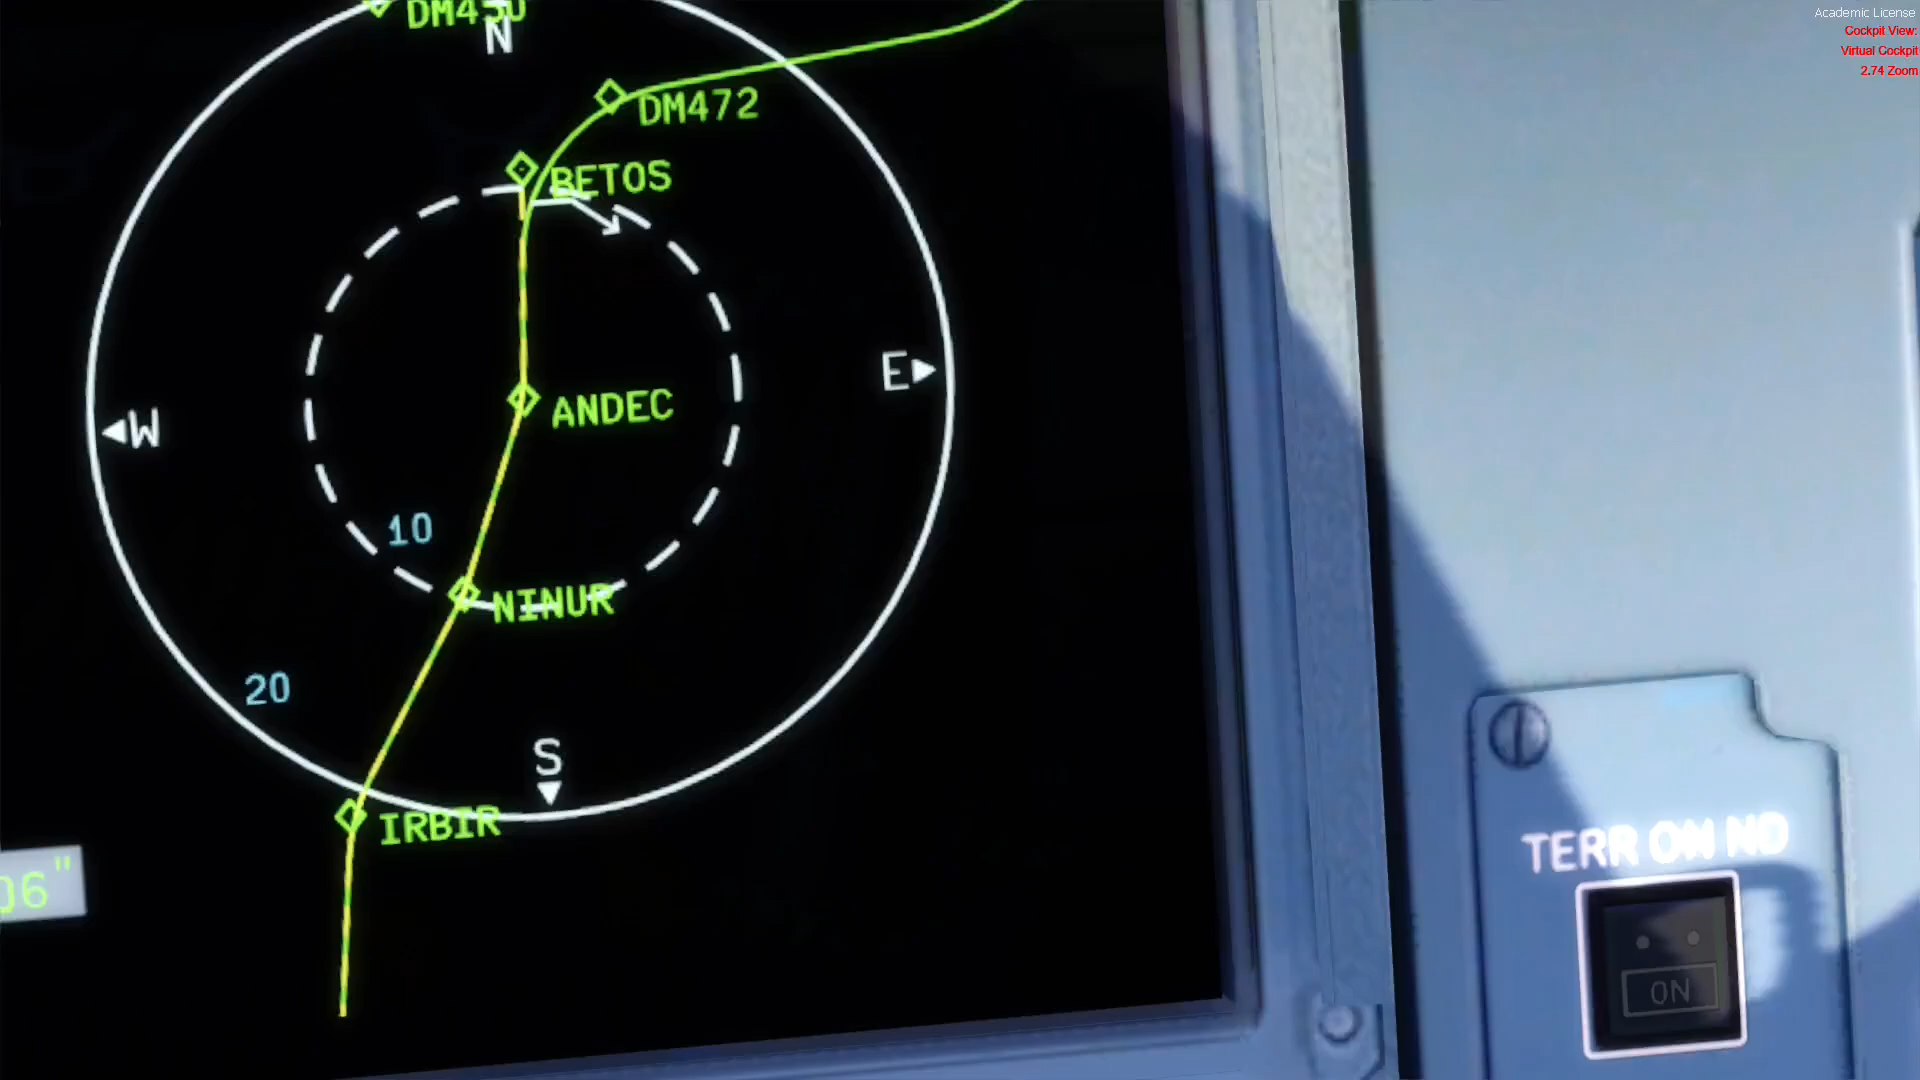 Academic License
Cockpit View:
Virtual Cockpit
2.74 Zoom
N
DM472
BETOS
E
ANDEC
W
10
NINUR
20
S
IRBIR
06"
TERR ON ND
ON